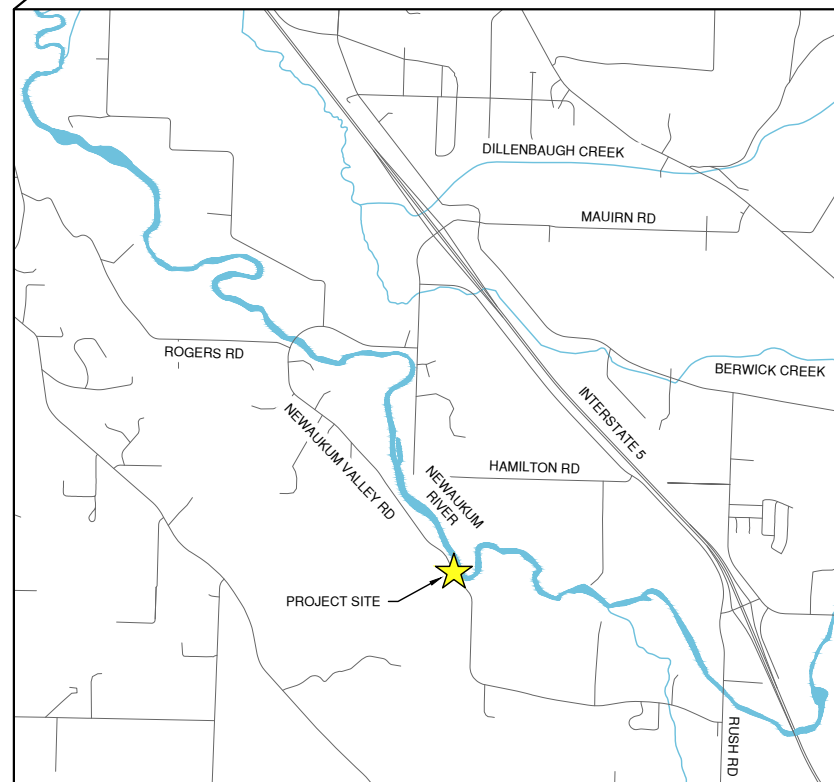 DILLENBAUGH CREEK
MAUIRN RD
ROGERS RD
BERWICK CREEK
INTERSTATE 5
NEWAUKUM VALLEY RD
NEWAUKUM
RIVER
HAMILTON RD
PROJECT SITE
RUSH RD